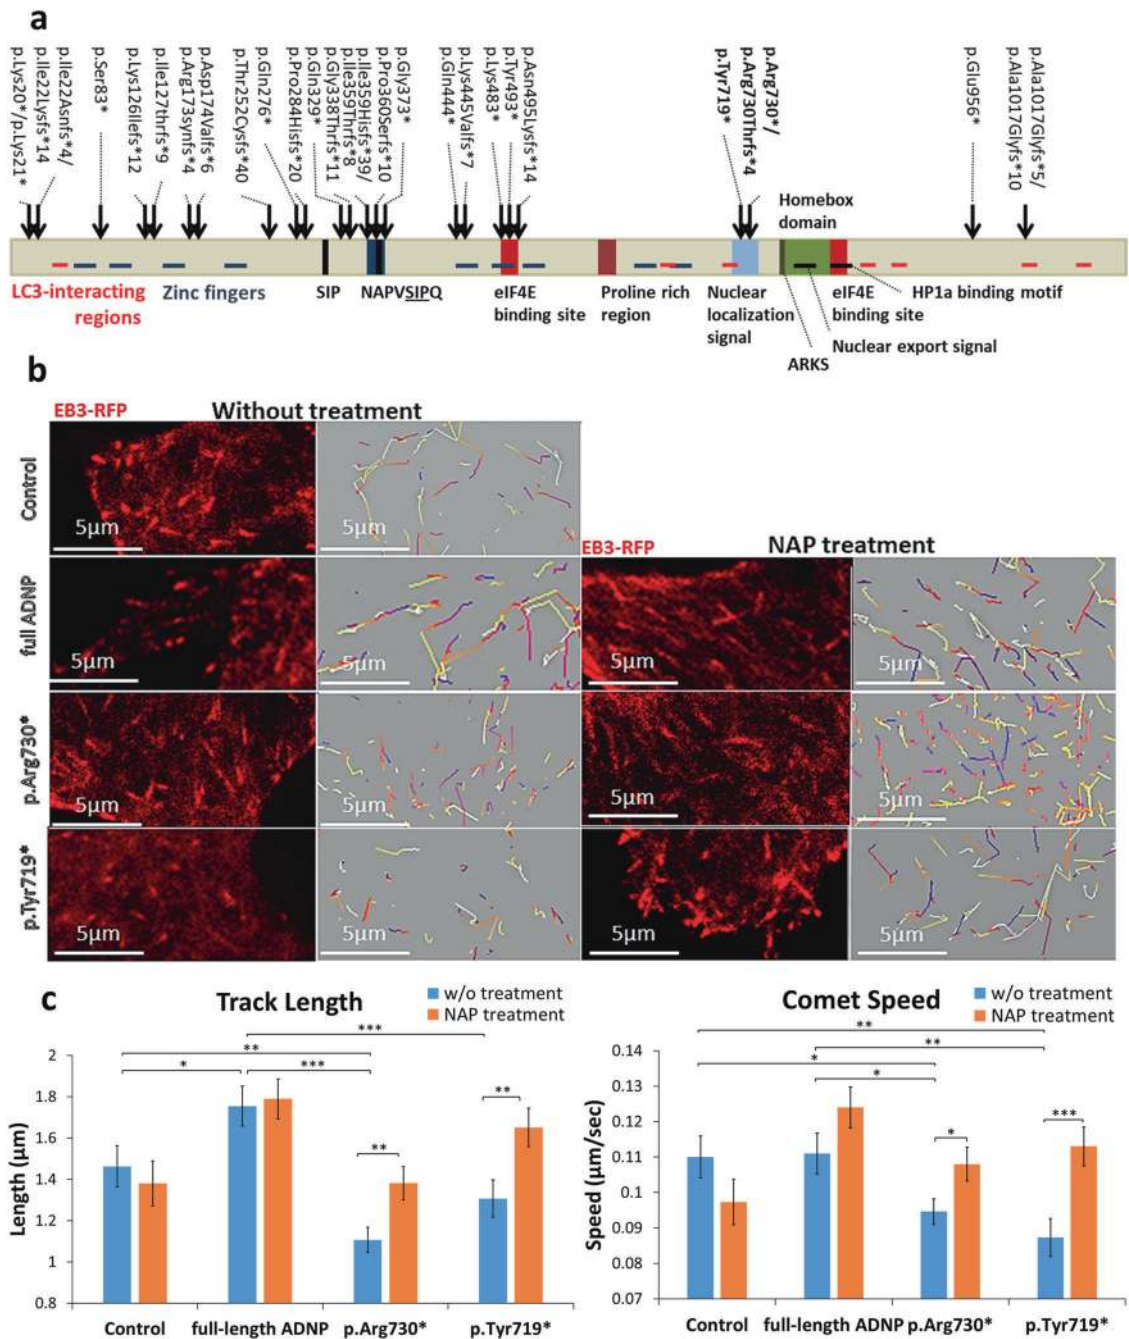 a
p.Lys20*/p.Lys21*
p.Ile22Lysfs*14
p.Ile22Asnfs*4/
p.Ser83*
p.Lys126Ilefs*12
p.Ile127thrfs*9
p.Arg173synfs*4
p.Asp174Valfs*6
p.Thr252Cysfs*40
p.Gln276*
p.Pro284Hisfs*20
p.Gln329*
p.Gly338Thrfs*11
p.Ile359Thrfs*8
p.Ile359Hisfs*39/
p.Pro360Serfs*10
p.Gly373*
p.Gln444*
p.Lys445Valfs*7
p.Lys483*
p.Tyr493*
p.Asn495Lysfs*14
p.Tyr719*
p.Arg730Thrfs*4
p.Arg730*/
p.Glu956*
p.Ala1017Glyfs*10
p.Ala1017Glyfs*5/
Homebox
domain
LC3-interacting
regions
Zinc fingers
SIP
NAPVSIPQ
eIF4E
binding site
Proline rich
region
Nuclear
localization
signal
eIF4E
binding site
HP1a binding motif
Nuclear export signal
ARKS
b
EB3-RFP
Without treatment
Control
5μm
5μm
EB3-RFP
NAP treatment
full ADNP
5μm
5μm
5μm
5μm
p.Arg730*
5μm
5μm
5μm
5μm
p.Tyr719*
5μm
5μm
5μm
5μm
c
Track Length
w/o treatment
NAP treatment
***
**
*
***
**
**
2
1.8
1.6
1.4
1.2
1
0.8
Length (μm)
Control
full-length ADNP
p.Arg730*
p.Tyr719*
Comet Speed
w/o treatment
NAP treatment
**
**
*
*
*
***
0.14
0.13
0.12
0.11
0.1
0.09
0.08
0.07
Speed (μm/sec)
Control
full-length ADNP
p.Arg730*
p.Tyr719*